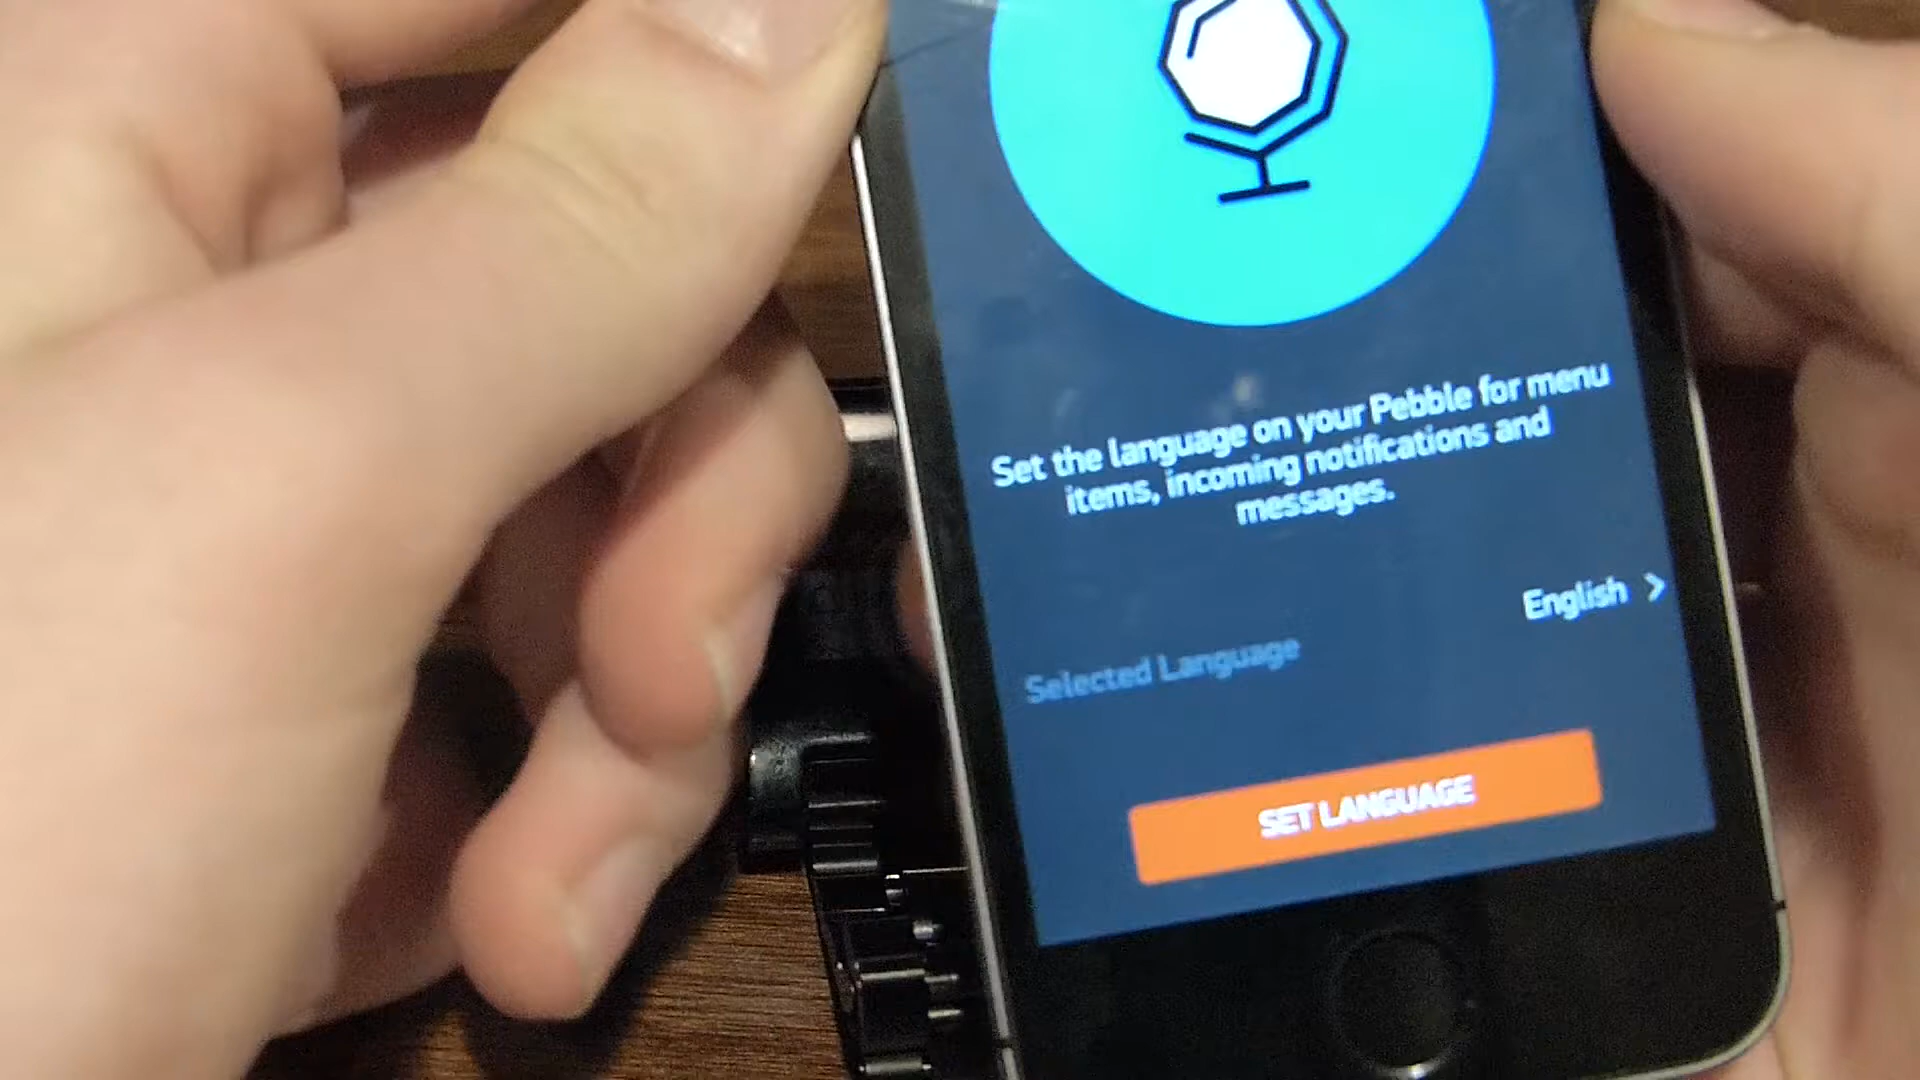 Set the language on your Pebble for menu
items, incoming notifications and
messages.
English
Selected Language
SET LANGUAGE